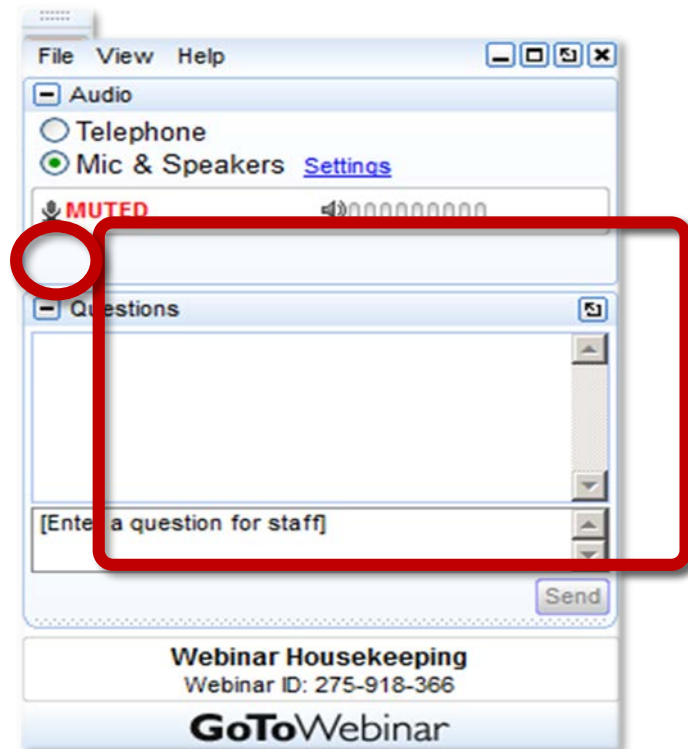 File View Help
Audio
Telephone
Mic & Speakers Settings
MUTED
Questions
[Enter a question for staff]
Send
Webinar Housekeeping
Webinar ID: 275-918-366
GoToWebinar